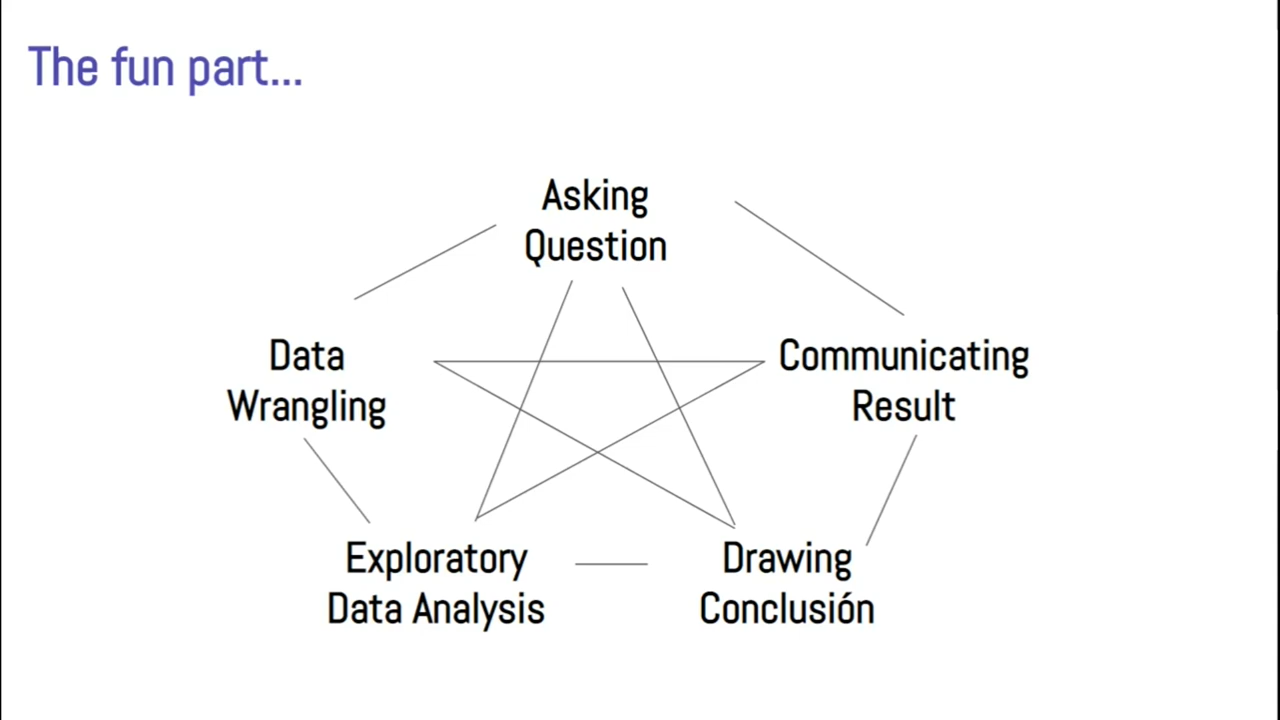 The fun part...
Asking
Question
Data
Wrangling
Communicating
Result
Exploratory
Data Analysis
Drawing
Conclusión